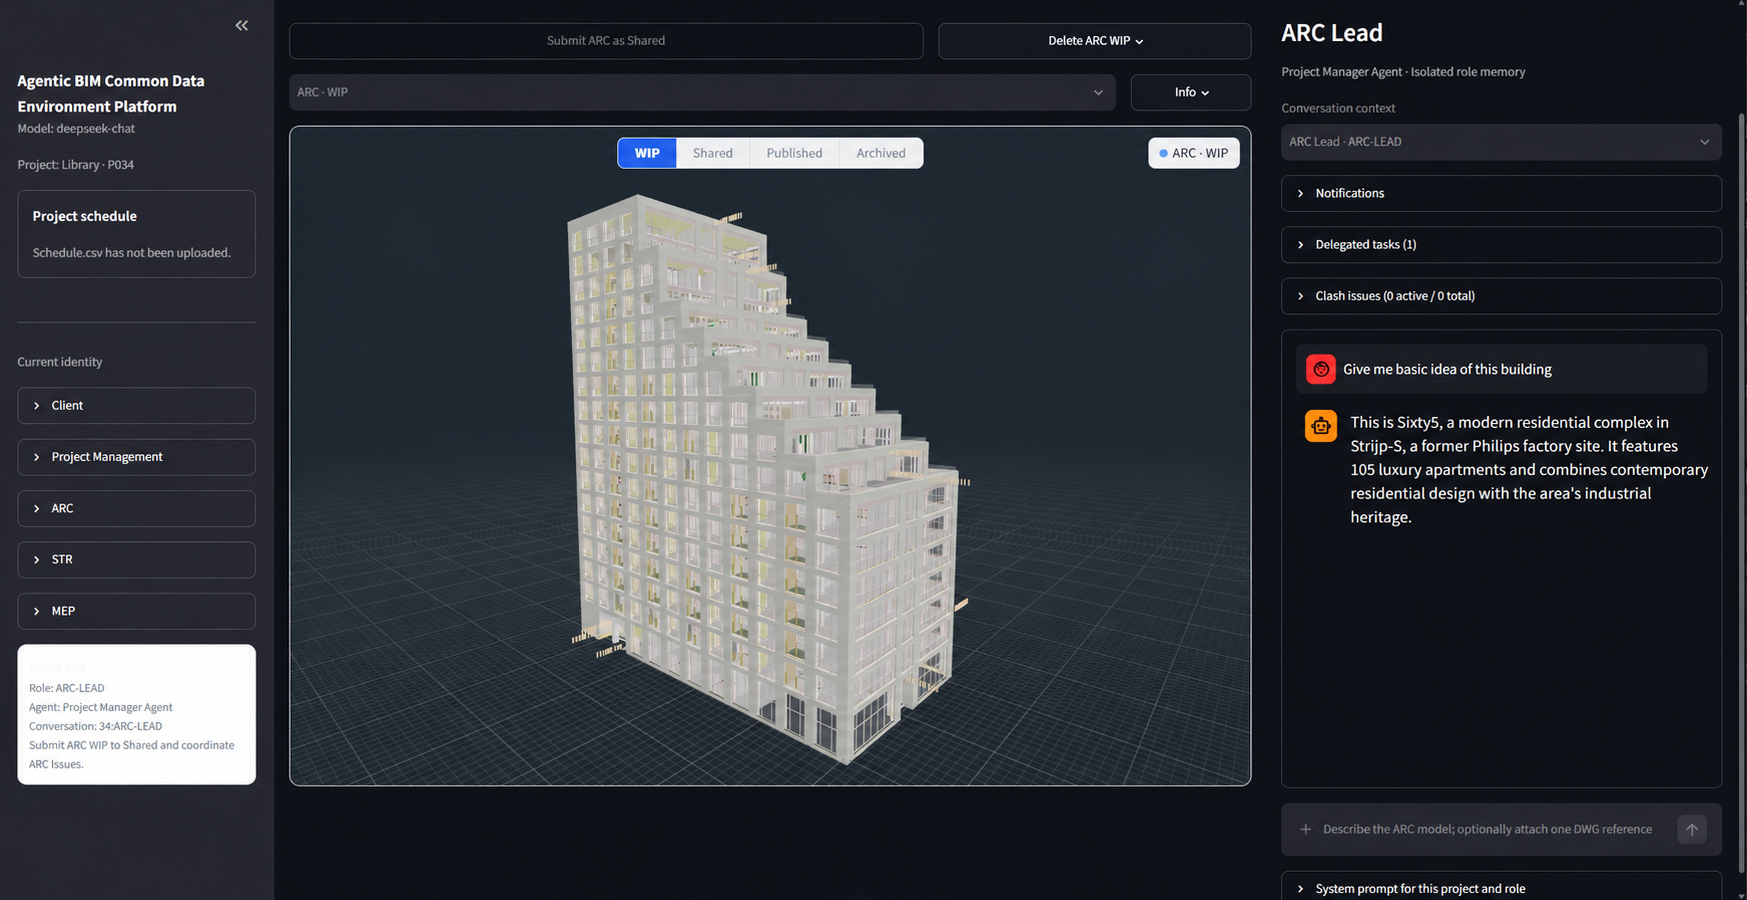 Agentic BIM Common Data
Environment Platform
Model: deepseek-chat
Project: Library · P034
Project schedule
Schedule.csv has not been uploaded.
Current identity
Client
Project Management
ARC
STR
MEP
ARC Lead
Role: ARC-LEAD
Agent: Project Manager Agent
Conversation: 34:ARC-LEAD
Submit ARC WIP to Shared and coordinate
ARC Issues.
Submit ARC as Shared
Delete ARC WIP
ARC · WIP
Info
WIP
Shared
Published
Archived
ARC · WIP
ARC Lead
Project Manager Agent · Isolated role memory
Conversation context
ARC Lead · ARC-LEAD
Notifications
Delegated tasks (1)
Clash issues (0 active / 0 total)
Give me basic idea of this building
This is Sixty5, a modern residential complex in
Strijp-S, a former Philips factory site. It features
105 luxury apartments and combines contemporary
residential design with the area's industrial
heritage.
Describe the ARC model; optionally attach one DWG reference
System prompt for this project and role